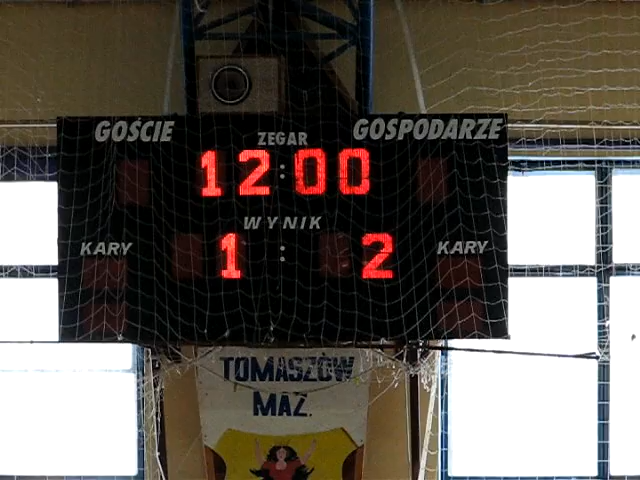 GOŚCIE ZEGAR GOSPODARZE
12:00
WYNIK
KARY 1 : 2 KARY
TOMASZÓW
MAZ.